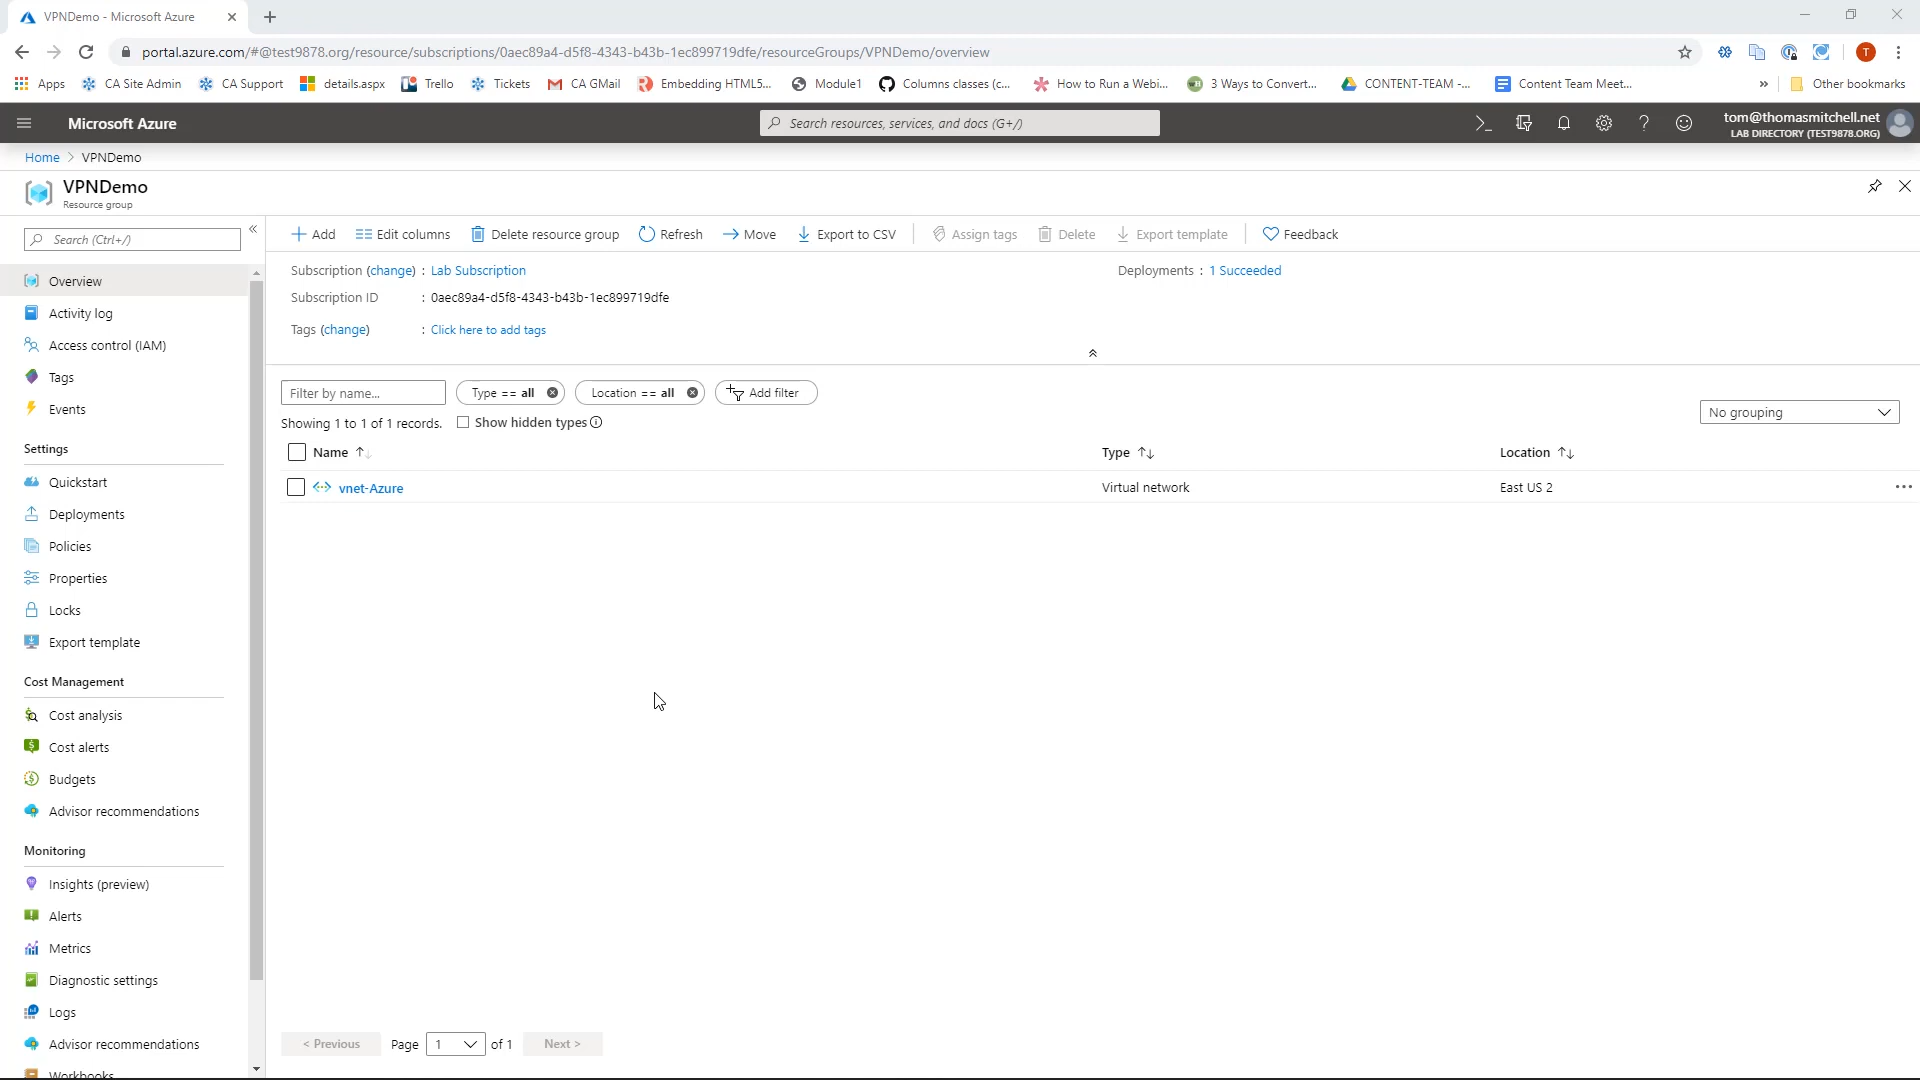 VPNDemo - Microsoft Azure
portal.azure.com/#@test9878.org/resource/subscriptions/0aec89a4-d5f8-4343-b43b-1ec899719dfe/resourceGroups/VPNDemo/overview
T
Apps CA Site Admin CA Support details.aspx Trello Tickets CA GMail Embedding HTML5... Module1 Columns classes (c... How to Run a Webi... 3 Ways to Convert... CONTENT-TEAM -... Content Team Meet... » Other bookmarks
Microsoft Azure
Search resources, services, and docs (G+/)
tom@thomasmitchell.net
LAB DIRECTORY (TEST9878.ORG)
Home > VPNDemo
VPNDemo
Resource group
Search (Ctrl+/)
Overview
Activity log
Access control (IAM)
Tags
Events
Settings
Quickstart
Deployments
Policies
Properties
Locks
Export template
Cost Management
Cost analysis
Cost alerts
Budgets
Advisor recommendations
Monitoring
Insights (preview)
Alerts
Metrics
Diagnostic settings
Logs
Advisor recommendations
Workbooks
Add Edit columns Delete resource group Refresh Move Export to CSV Assign tags Delete Export template Feedback
Subscription (change) : Lab Subscription
Deployments : 1 Succeeded
Subscription ID : 0aec89a4-d5f8-4343-b43b-1ec899719dfe
Tags (change) : Click here to add tags
Filter by name... Type == all Location == all Add filter
No grouping
Showing 1 to 1 of 1 records. Show hidden types
Name Type Location
vnet-Azure Virtual network East US 2 ...
< Previous Page 1 of 1 Next >